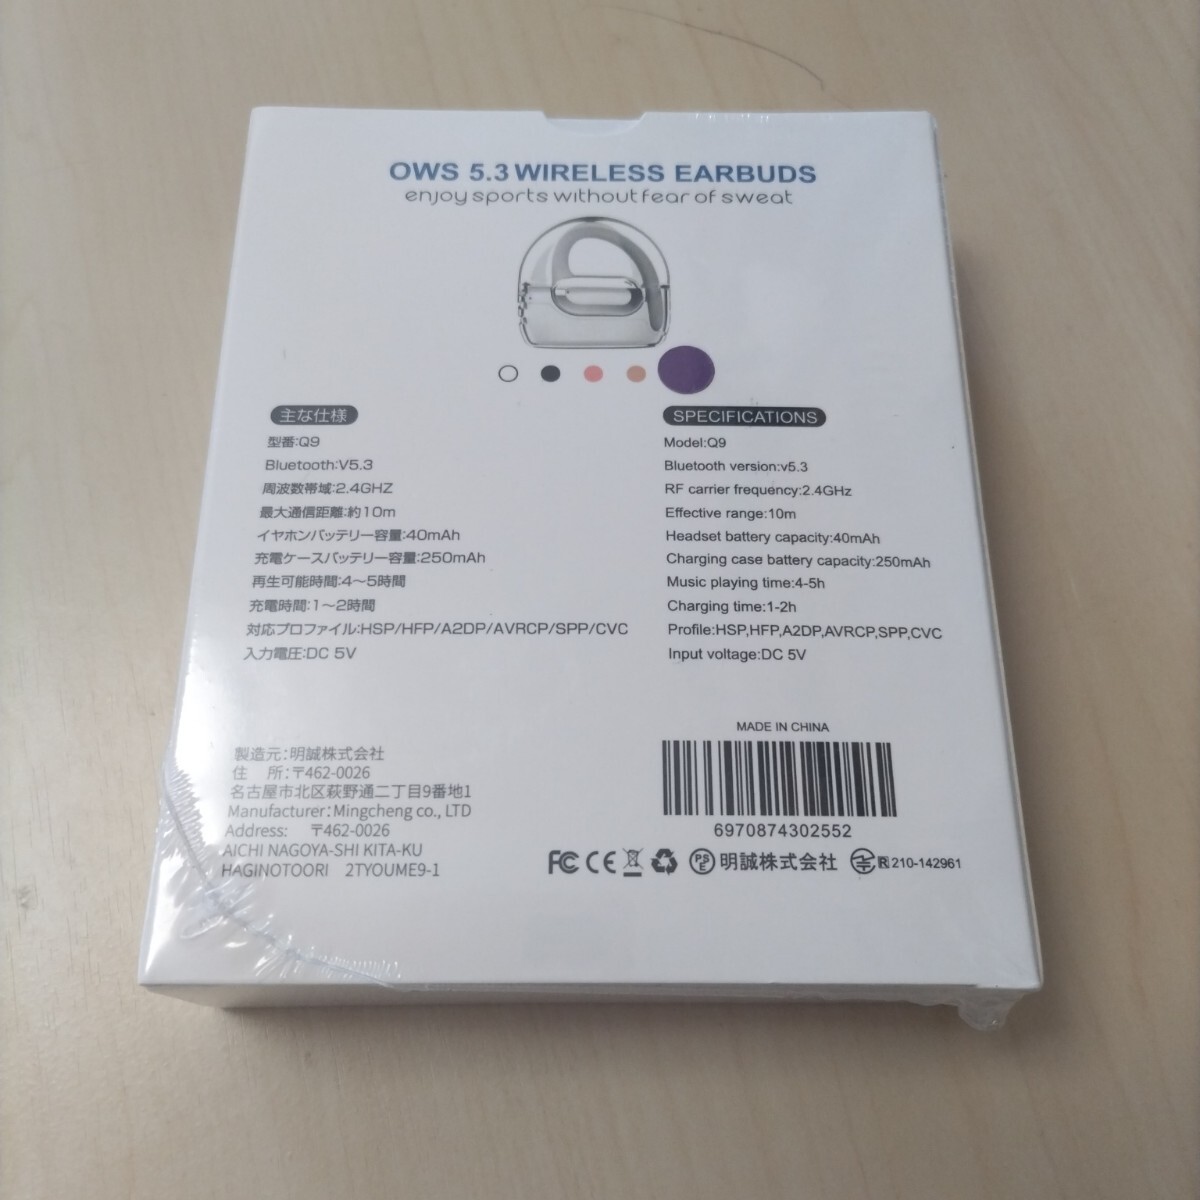 OWS 5.3 WIRELESS EARBUDS
enjoy sports without fear of sweat
主な仕様
型番:Q9
Bluetooth:V5.3
周波数帯域:2.4GHZ
最大通信距離:約10m
イヤホンバッテリー容量:40mAh
充電ケースバッテリー容量:250mAh
再生可能時間:4～5時間
充電時間:1～2時間
対応プロファイル:HSP/HFP/A2DP/AVRCP/SPP/CVC
入力電圧:DC 5V
SPECIFICATIONS
Model:Q9
Bluetooth version:v5.3
RF carrier frequency:2.4GHz
Effective range:10m
Headset battery capacity:40mAh
Charging case battery capacity:250mAh
Music playing time:4-5h
Charging time:1-2h
Profile:HSP,HFP,A2DP,AVRCP,SPP,CVC
Input voltage:DC 5V
製造元:明誠株式会社
住 所:〒462-0026
名古屋市北区萩野通二丁目9番地1
Manufacturer:Mingcheng co., LTD
Address: 〒462-0026
AICHI NAGOYA-SHI KITA-KU
HAGINOTOORI 2TYOUME9-1
MADE IN CHINA
6970874302552
FC CE PSE 明誠株式会社 R 210-142961